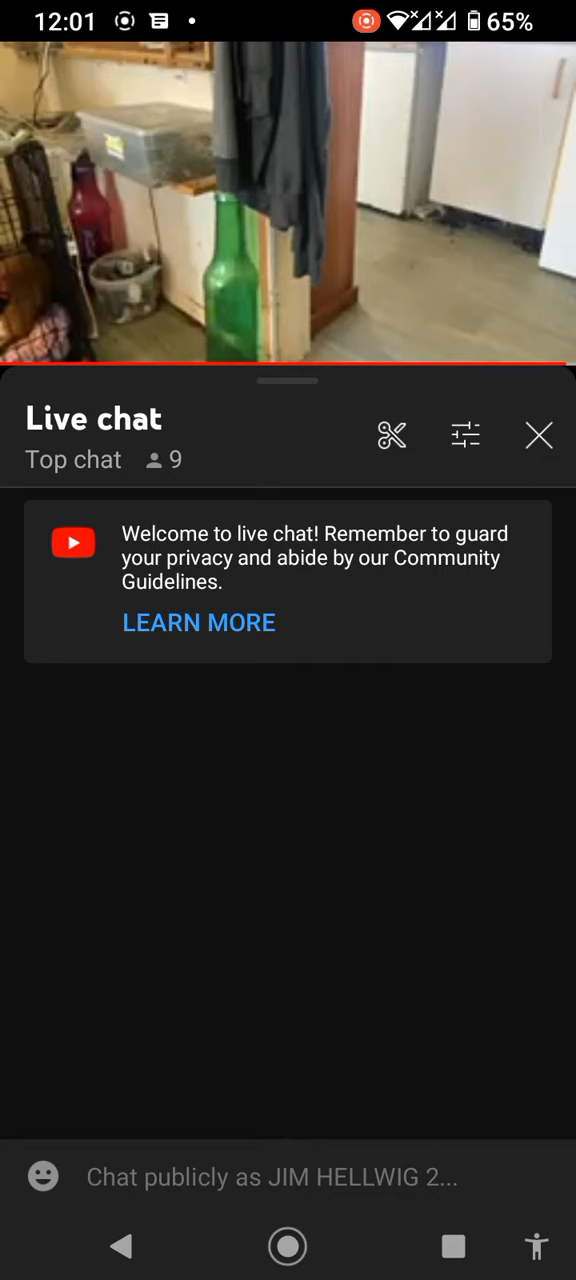 12:01 65%
Live chat
Top chat 9
Welcome to live chat! Remember to guard
your privacy and abide by our Community
Guidelines.
LEARN MORE
Chat publicly as JIM HELLWIG 2...